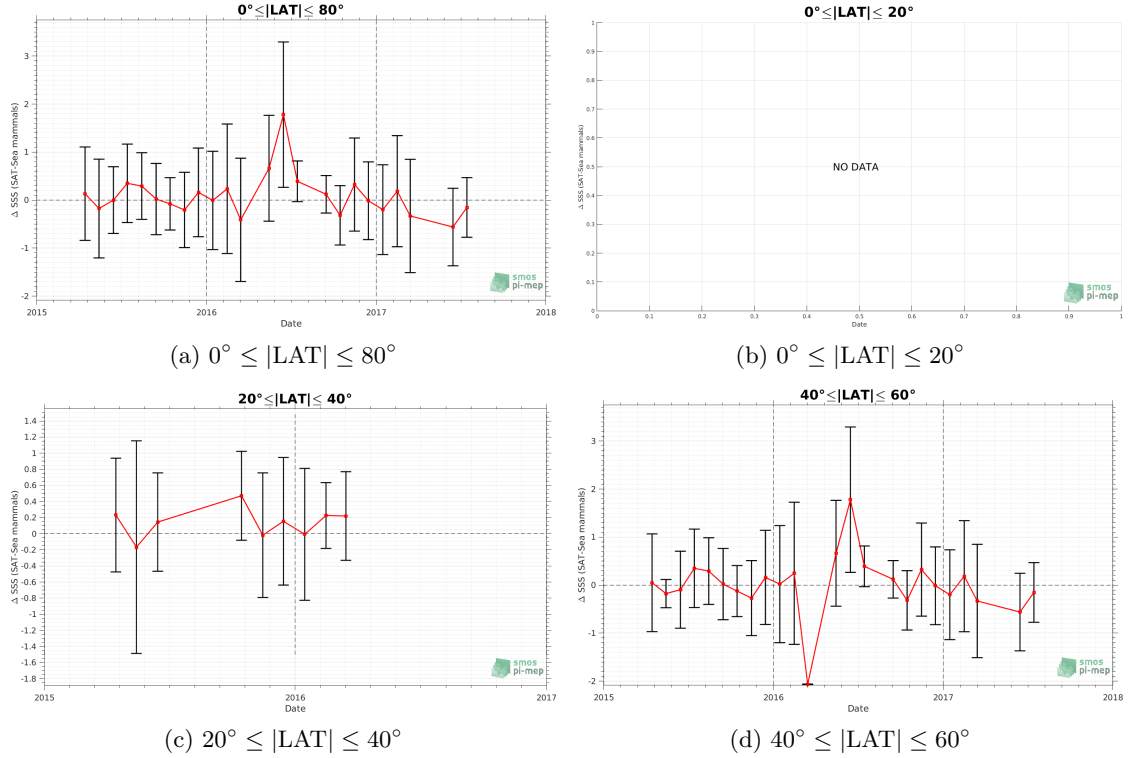 0°≤|LAT|≤ 80°
Δ SSS (SAT-Sea mammals)
3
2
1
0
-1
-2
2015
2016
2017
2018
Date
smos
pi-mep
(a) 0° ≤ |LAT| ≤ 80°
0°≤|LAT|≤ 20°
Δ SSS (SAT-Sea mammals)
1
0.9
0.8
0.7
0.6
0.5
0.4
0.3
0.2
0.1
0
NO DATA
0
0.1
0.2
0.3
0.4
0.5
0.6
0.7
0.8
0.9
1
Date
smos
pi-mep
(b) 0° ≤ |LAT| ≤ 20°
20°≤|LAT|≤ 40°
Δ SSS (SAT-Sea mammals)
1.4
1.2
1
0.8
0.6
0.4
0.2
0
-0.2
-0.4
-0.6
-0.8
-1
-1.2
-1.4
-1.6
-1.8
2015
2016
2017
Date
smos
pi-mep
(c) 20° ≤ |LAT| ≤ 40°
40°≤|LAT|≤ 60°
Δ SSS (SAT-Sea mammals)
3
2
1
0
-1
-2
2015
2016
2017
2018
Date
smos
pi-mep
(d) 40° ≤ |LAT| ≤ 60°